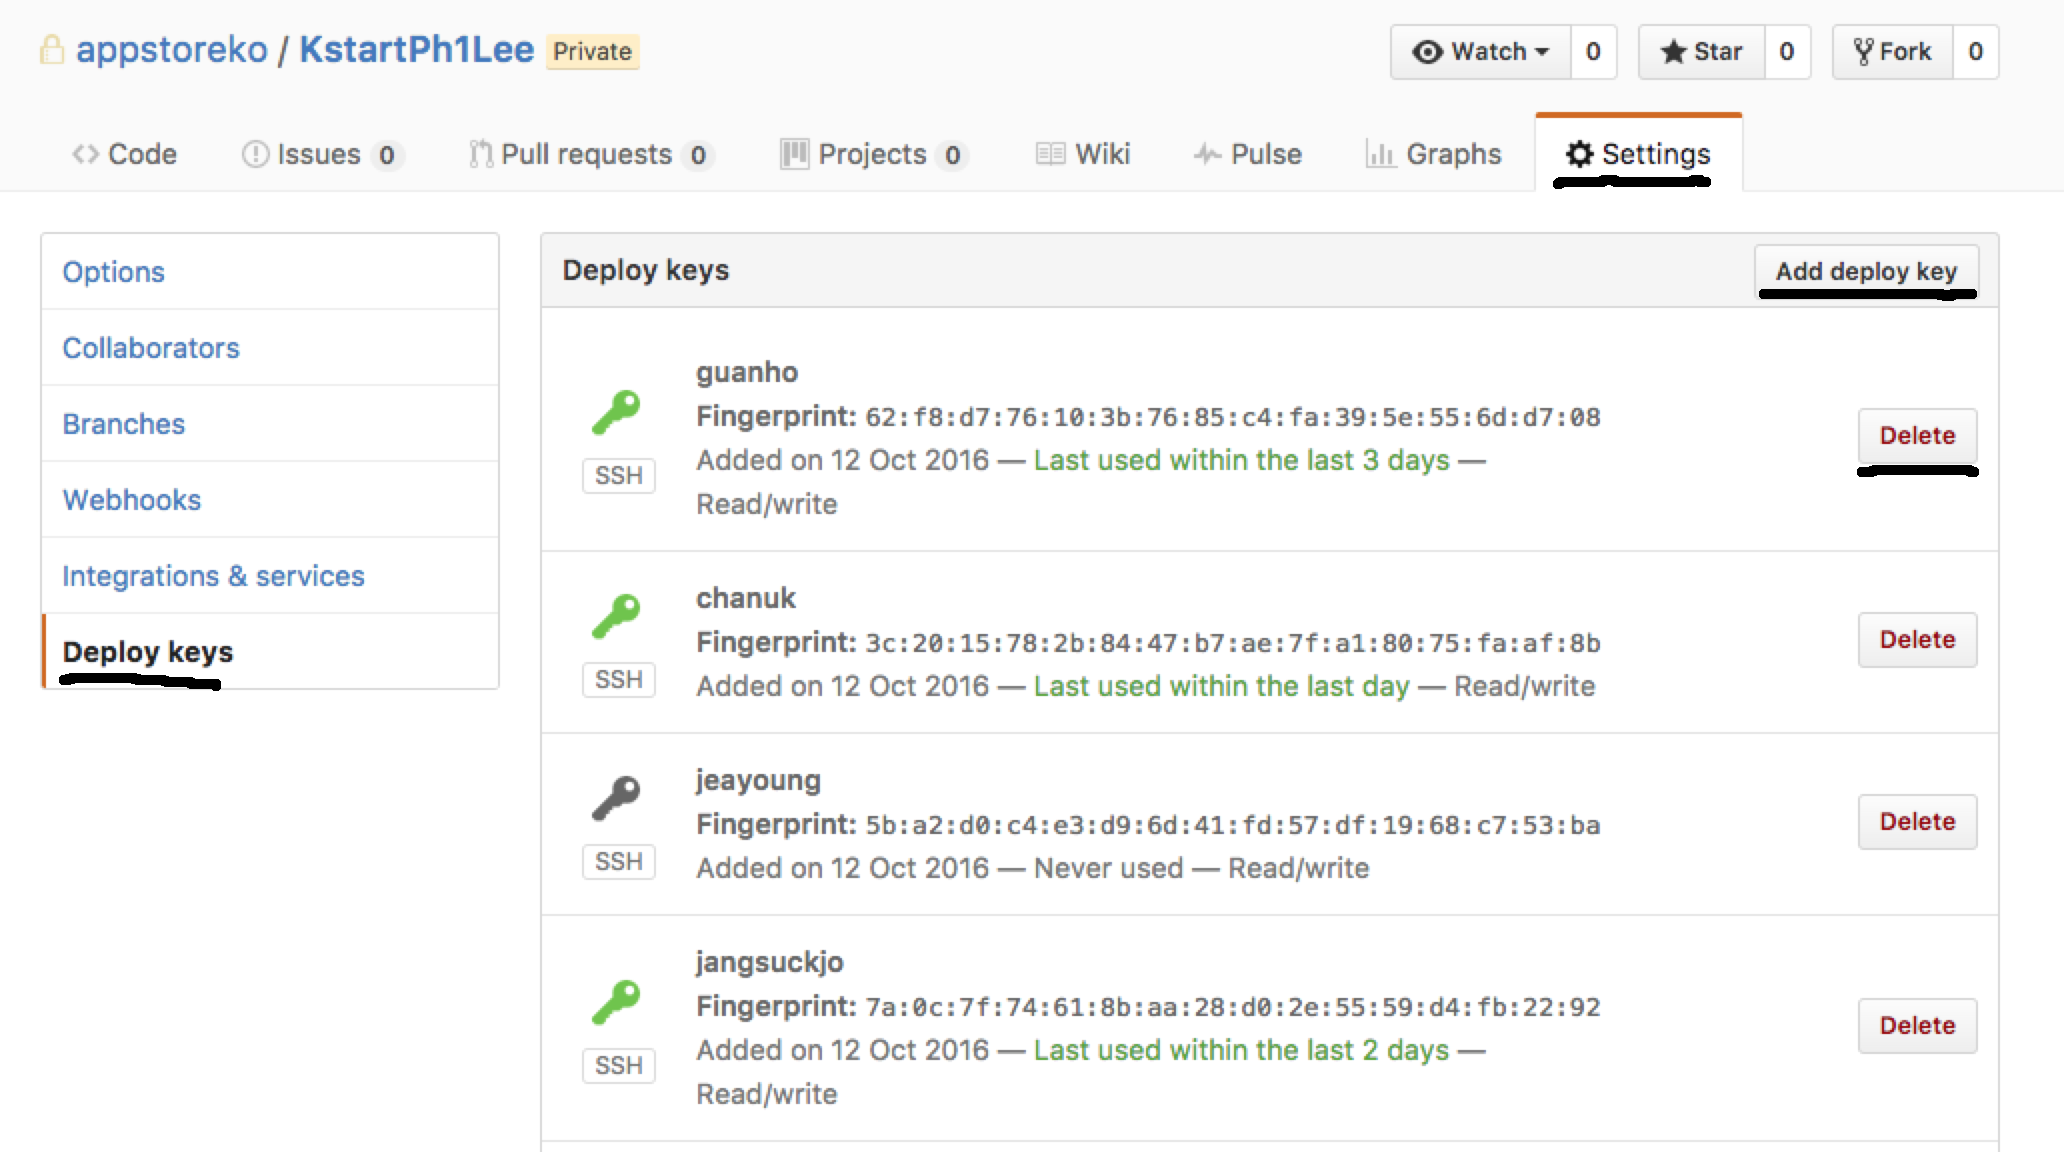 appstoreko / KstartPh1Lee Private Watch 0 Star 0 Fork 0
Code Issues 0 Pull requests 0 Projects 0 Wiki Pulse Graphs Settings
Options
Collaborators
Branches
Webhooks
Integrations & services
Deploy keys
Deploy keys Add deploy key
guanho
Fingerprint: 62:f8:d7:76:10:3b:76:85:c4:fa:39:5e:55:6d:d7:08
Added on 12 Oct 2016 — Last used within the last 3 days —
Read/write
SSH
Delete
chanuk
Fingerprint: 3c:20:15:78:2b:84:47:b7:ae:7f:a1:80:75:fa:af:8b
Added on 12 Oct 2016 — Last used within the last day — Read/write
SSH
Delete
jeayoung
Fingerprint: 5b:a2:d0:c4:e3:d9:6d:41:fd:57:df:19:68:c7:53:ba
Added on 12 Oct 2016 — Never used — Read/write
SSH
Delete
jangsuckjo
Fingerprint: 7a:0c:7f:74:61:8b:aa:28:d0:2e:55:59:d4:fb:22:92
Added on 12 Oct 2016 — Last used within the last 2 days —
Read/write
SSH
Delete